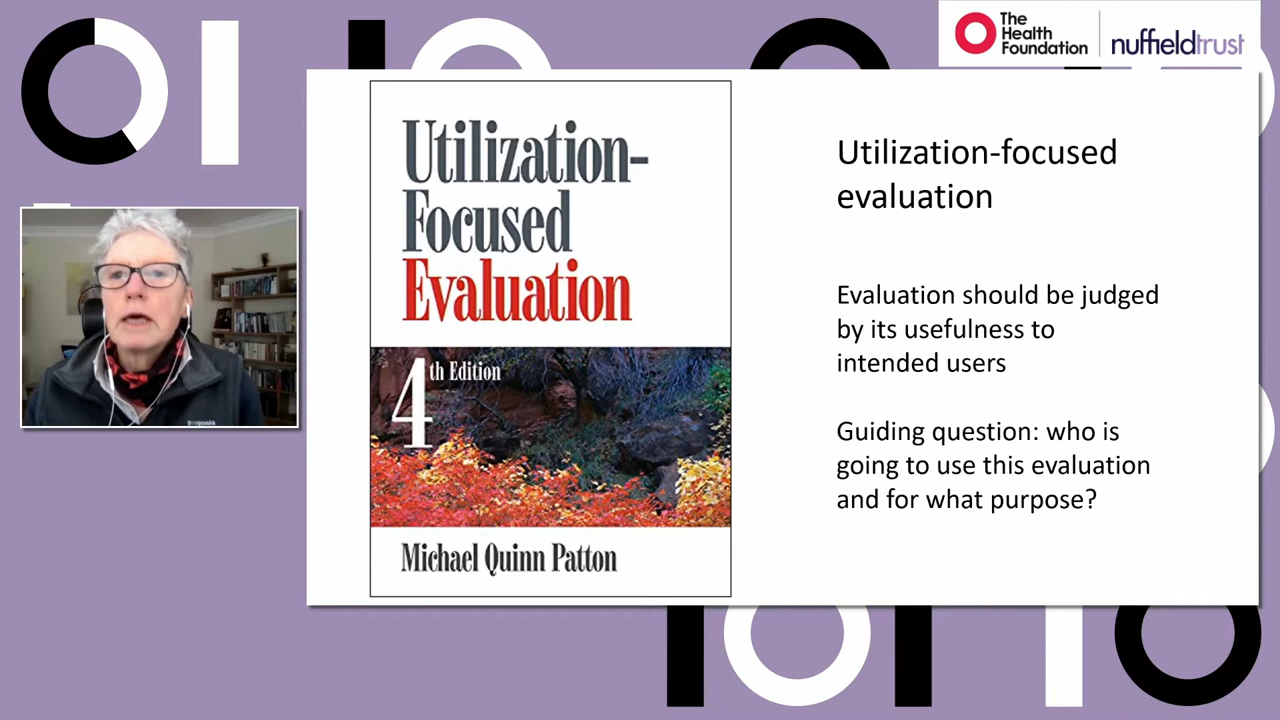 The
Health
Foundation
nuffieldtrust
Utilization-
Focused
Evaluation
4th Edition
Michael Quinn Patton
Utilization-focused
evaluation
Evaluation should be judged
by its usefulness to
intended users
Guiding question: who is
going to use this evaluation
and for what purpose?